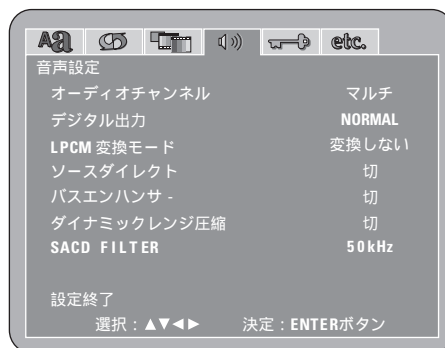 Aa etc.
音声設定
オーディオチャンネル マルチ
デジタル出力 NORMAL
LPCM 変換モード 変換しない
ソースダイレクト 切
バスエンハンサ - 切
ダイナミックレンジ圧縮 切
SACD FILTER 50kHz
設定終了
選択：▲▼◀▶ 決定：ENTERボタン